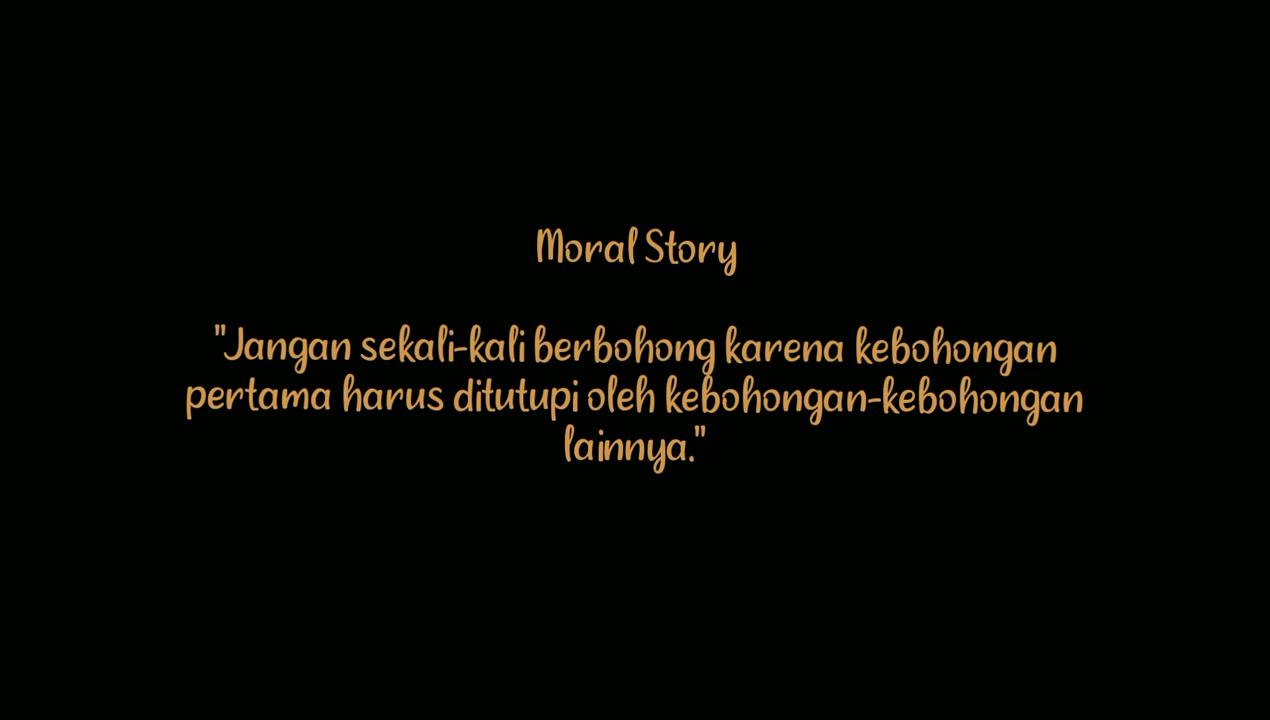 Moral Story
"Jangan sekali-kali berbohong karena kebohongan
pertama harus ditutupi oleh kebohongan-kebohongan
lainnya."